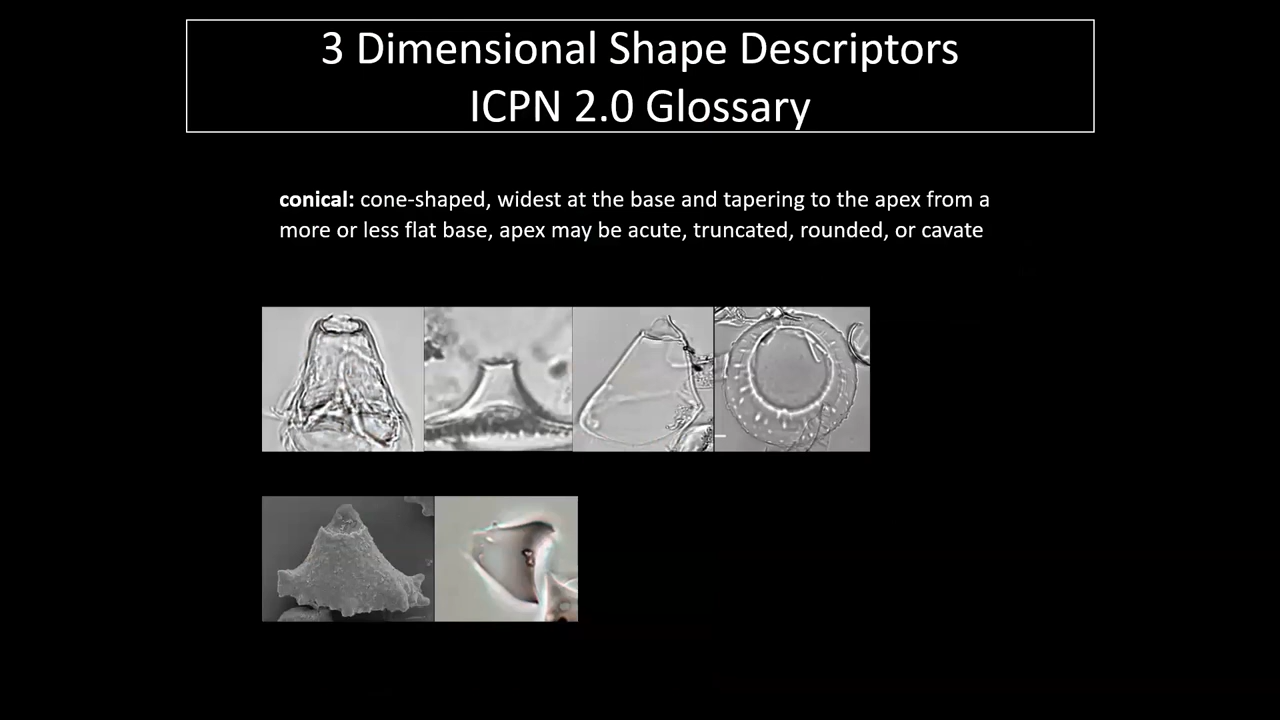 3 Dimensional Shape Descriptors
ICPN 2.0 Glossary
conical: cone-shaped, widest at the base and tapering to the apex from a
more or less flat base, apex may be acute, truncated, rounded, or cavate